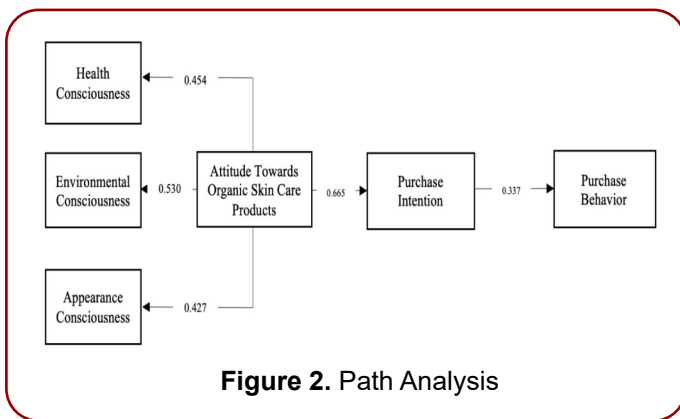 Health
Consciousness
0.454
Environmental
Consciousness
0.530
Attitude Towards
Organic Skin Care
Products
0.665
Purchase
Intention
0.337
Purchase
Behavior
Appearance
Consciousness
0.427
Figure 2. Path Analysis